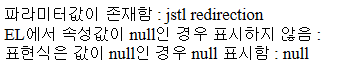 파라미터값이 존재함 : jstl redirection
EL에서 속성값이 null인 경우 표시하지 않음 :
표현식은 값이 null인 경우 null 표시함 : null